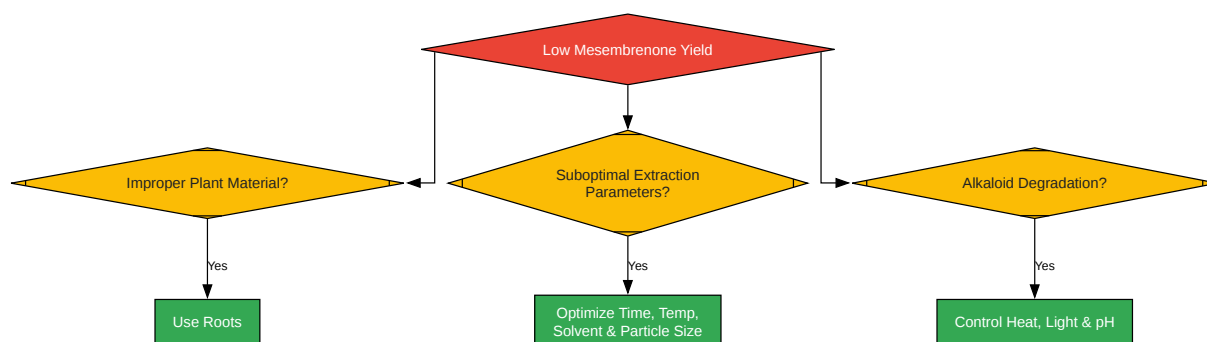 Low Mesembrenone Yield
Improper Plant Material?
Suboptimal Extraction
Parameters?
Alkaloid Degradation?
Yes
Yes
Yes
Use Roots
Optimize Time, Temp,
Solvent & Particle Size
Control Heat, Light & pH